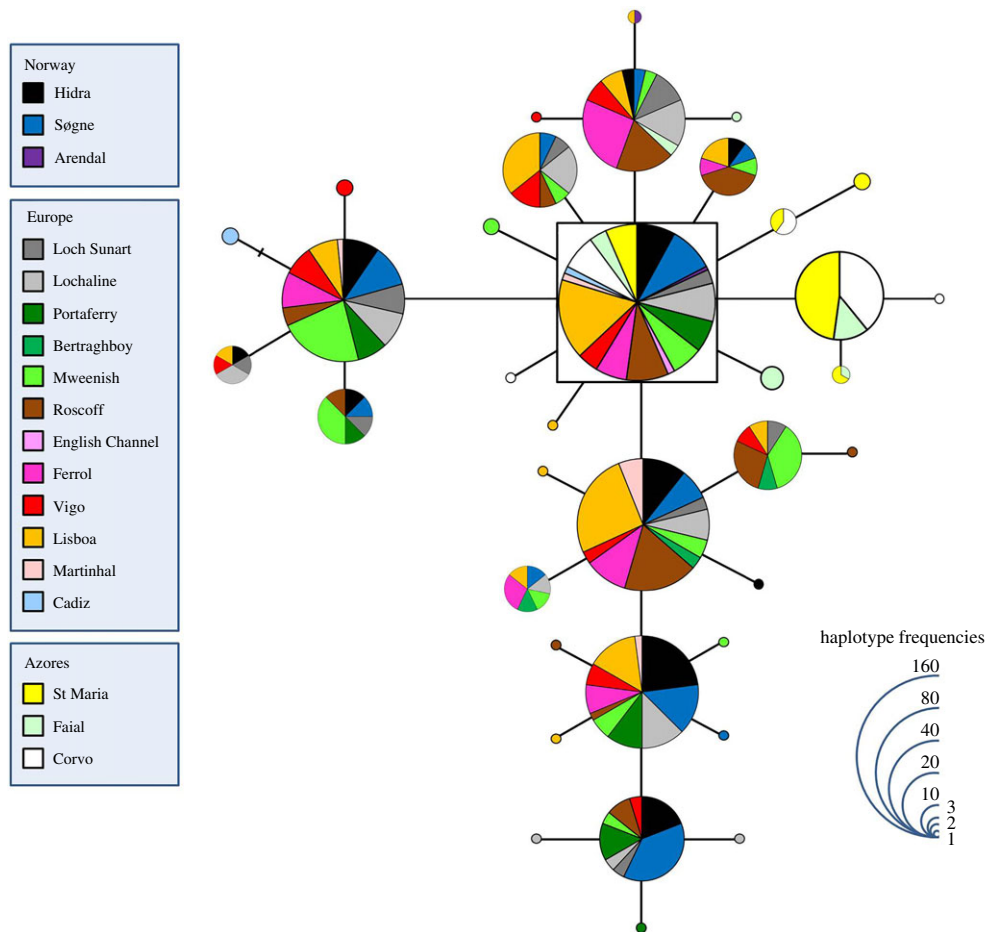 Norway
Hidra
Søgne
Arendal
Europe
Loch Sunart
Lochaline
Portaferry
Bertraghboy
Mweenish
Roscoff
English Channel
Ferrol
Vigo
Lisboa
Martinhal
Cadiz
Azores
St Maria
Faial
Corvo
haplotype frequencies
160
80
40
20
10
3
2
1